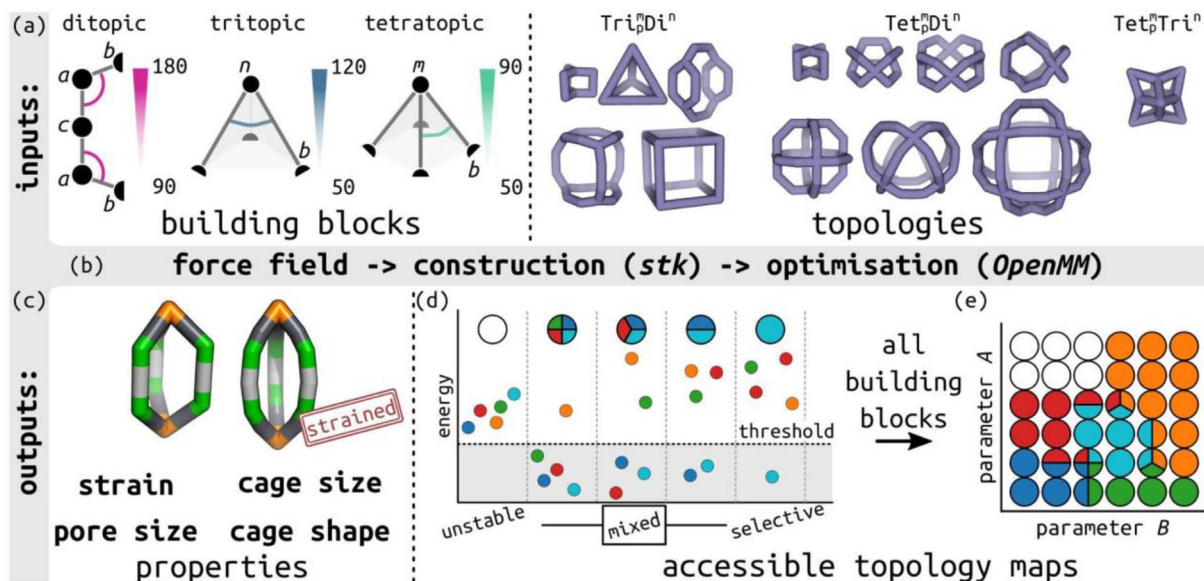 inputs:
(a)
ditopic
tritopic
tetratopic
b
a
c
a
b
180
90
n
b
120
50
m
b
90
50
building blocks
Tri^m_pDi^n
Tet^m_pDi^n
Tet^m_pTri^n
topologies
(b)
force field -> construction (stk) -> optimisation (OpenMM)
outputs:
(c)
strained
strain
cage size
pore size
cage shape
properties
(d)
energy
threshold
unstable
mixed
selective
all
building
blocks
(e)
parameter A
parameter B
accessible topology maps